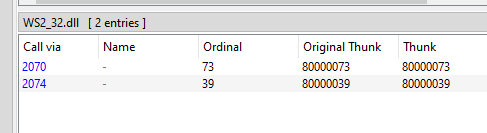 WS2_32.dll [ 2 entries ]
Call via Name Ordinal Original Thunk Thunk
2070 - 73 80000073 80000073
2074 - 39 80000039 80000039